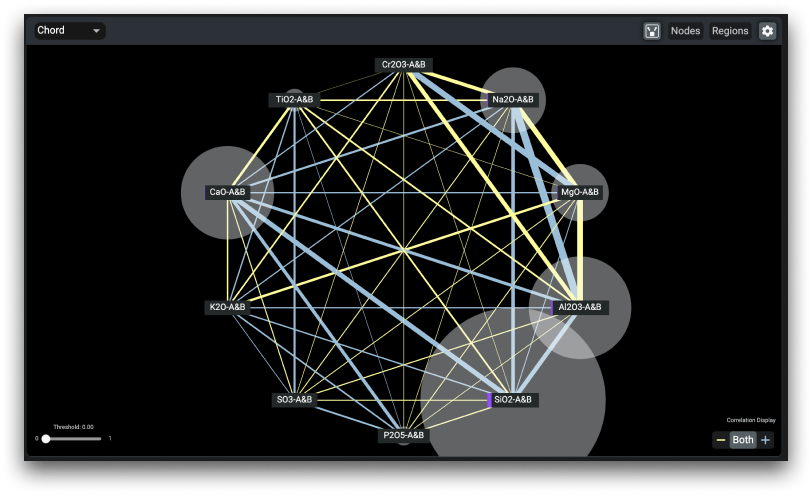 Chord
Nodes
Regions
Cr2O3-A&B
TiO2-A&B
Na2O-A&B
CaO-A&B
MgO-A&B
K2O-A&B
Al2O3-A&B
SO3-A&B
SiO2-A&B
P2O5-A&B
Threshold: 0.00
0
1
Correlation Display
− Both +